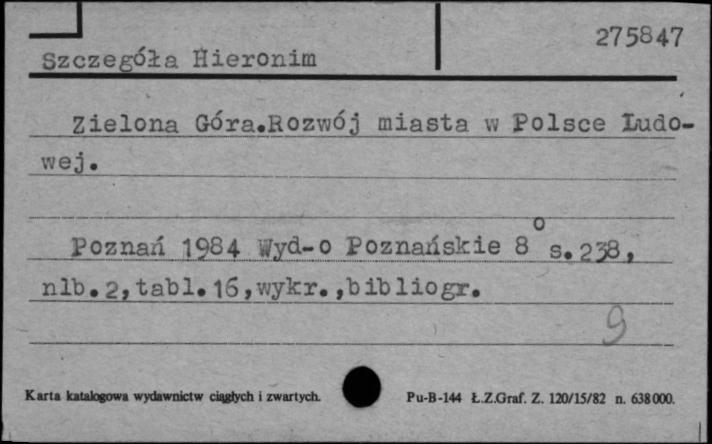 275847
Szczegóła Hieronim
Zielona Góra.Rozwój miasta w Polsce Ludo-
wej.
Poznań 1984 Wyd-o Poznańskie 8° s.238,
nlb.2,tabl.16,wykr.,bibliogr.
9
Karta katalogowa wydawnictw ciągłych i zwartych. Pu-B-144 Ł.Z.Graf. Z. 120/15/82 n. 638000.